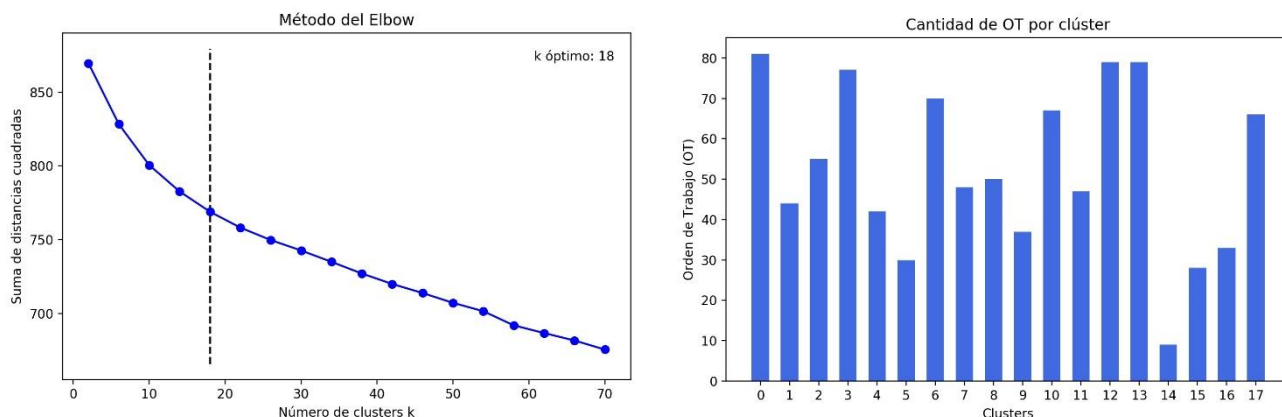 Método del Elbow
k óptimo: 18
850
800
750
700
Suma de distancias cuadradas
0 10 20 30 40 50 60 70
Número de clusters k
Cantidad de OT por clúster
80
70
60
50
40
30
20
10
0
Orden de Trabajo (OT)
0 1 2 3 4 5 6 7 8 9 10 11 12 13 14 15 16 17
Clusters